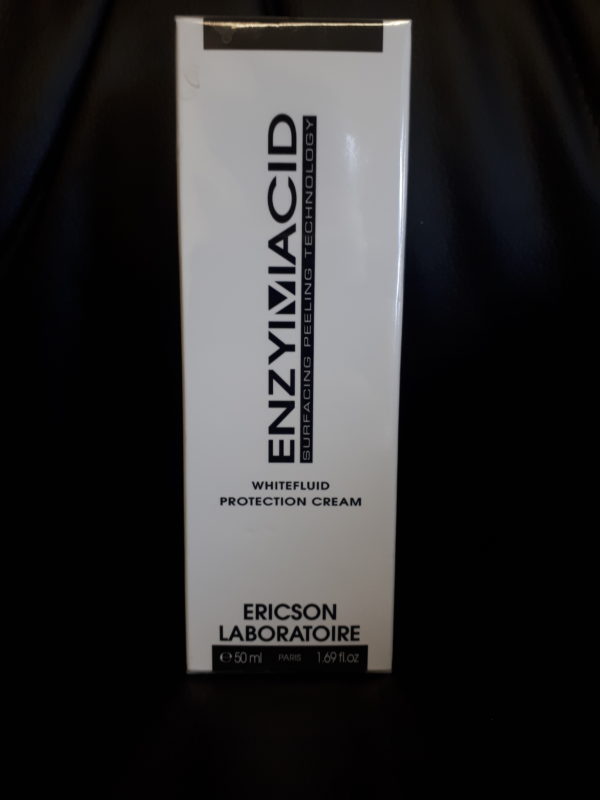 ENZYMACID
SURFACING PEELING TECHNOLOGY
WHITEFLUID
PROTECTION CREAM
ERICSON
LABORATOIRE
℮ 50 ml PARIS 1.69 fl.oz